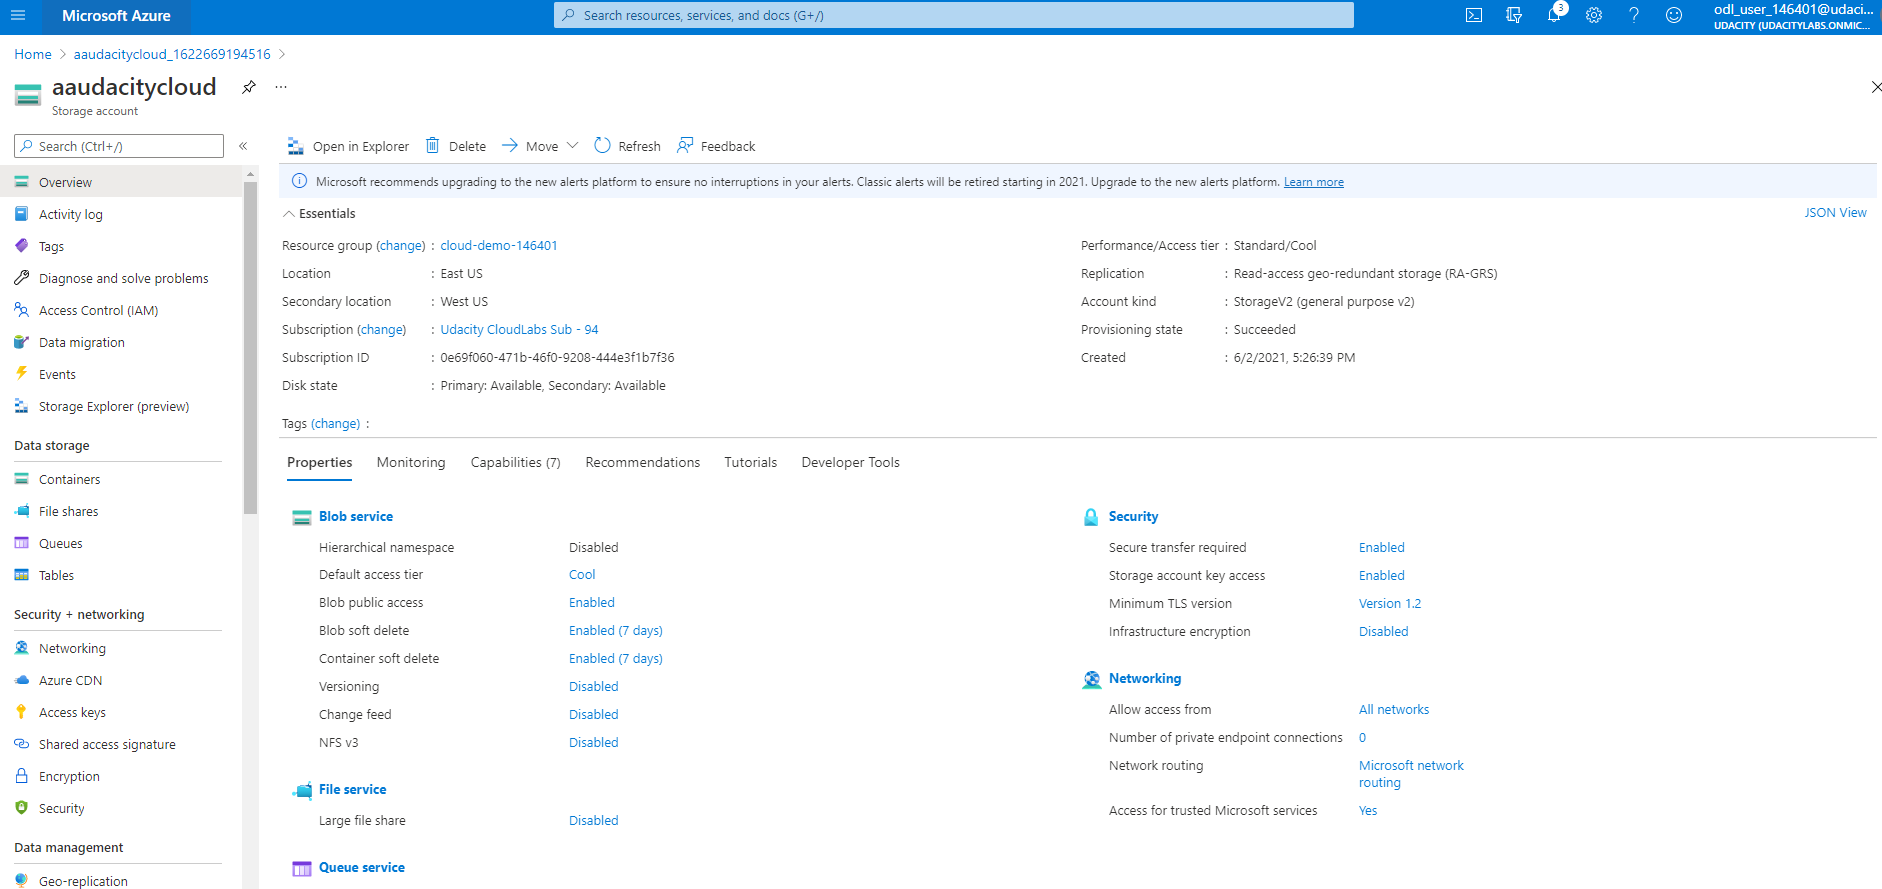 Microsoft Azure
Search resources, services, and docs (G+/)
3
odl_user_146401@udaci...
UDACITY (UDACITYLABS.ONMIC...
Home > aaudacitycloud_1622669194516 >
aaudacitycloud
Storage account
Search (Ctrl+/)
Overview
Activity log
Tags
Diagnose and solve problems
Access Control (IAM)
Data migration
Events
Storage Explorer (preview)
Data storage
Containers
File shares
Queues
Tables
Security + networking
Networking
Azure CDN
Access keys
Shared access signature
Encryption
Security
Data management
Geo-replication
Open in Explorer Delete Move Refresh Feedback
Microsoft recommends upgrading to the new alerts platform to ensure no interruptions in your alerts. Classic alerts will be retired starting in 2021. Upgrade to the new alerts platform. Learn more
Essentials
JSON View
Resource group (change) : cloud-demo-146401
Location : East US
Secondary location : West US
Subscription (change) : Udacity CloudLabs Sub - 94
Subscription ID : 0e69f060-471b-46f0-9208-444e3f1b7f36
Disk state : Primary: Available, Secondary: Available
Performance/Access tier : Standard/Cool
Replication : Read-access geo-redundant storage (RA-GRS)
Account kind : StorageV2 (general purpose v2)
Provisioning state : Succeeded
Created : 6/2/2021, 5:26:39 PM
Tags (change) :
Properties Monitoring Capabilities (7) Recommendations Tutorials Developer Tools
Blob service
Hierarchical namespace Disabled
Default access tier Cool
Blob public access Enabled
Blob soft delete Enabled (7 days)
Container soft delete Enabled (7 days)
Versioning Disabled
Change feed Disabled
NFS v3 Disabled
File service
Large file share Disabled
Queue service
Security
Secure transfer required Enabled
Storage account key access Enabled
Minimum TLS version Version 1.2
Infrastructure encryption Disabled
Networking
Allow access from All networks
Number of private endpoint connections 0
Network routing Microsoft network
routing
Access for trusted Microsoft services Yes